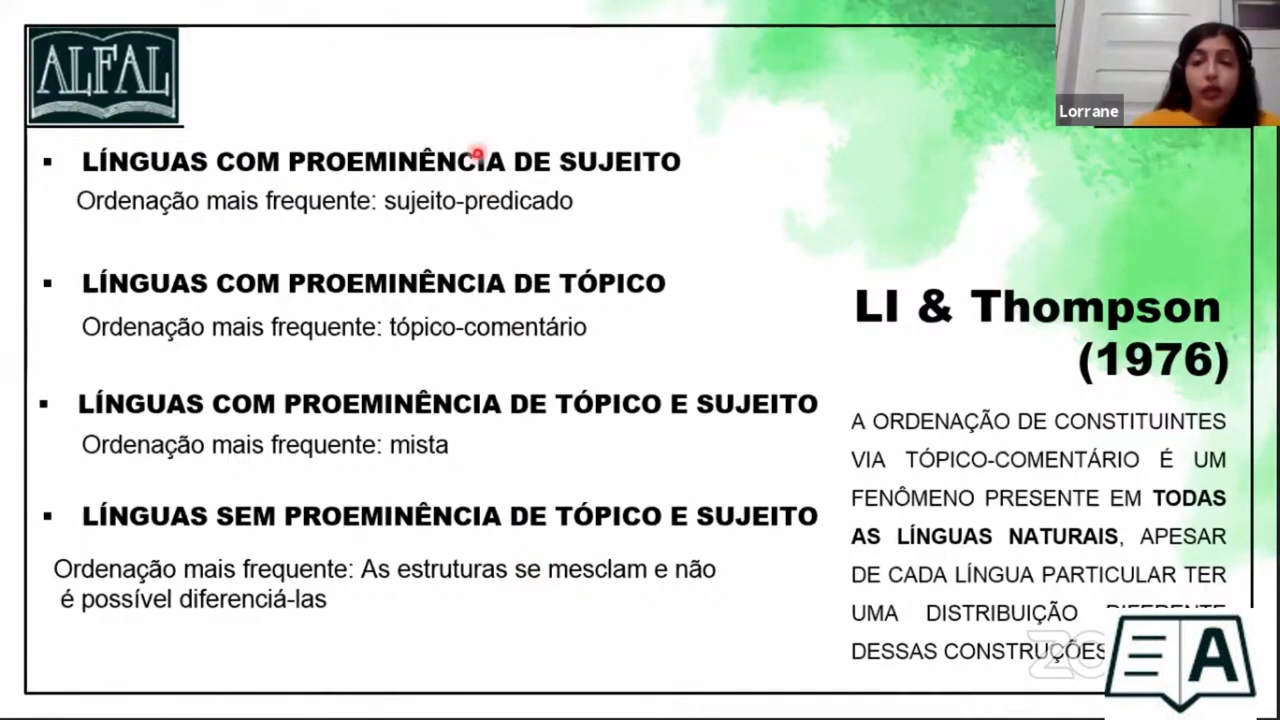 ALFAL
Lorrane
▪ LÍNGUAS COM PROEMINÊNCIA DE SUJEITO
Ordenação mais frequente: sujeito-predicado
▪ LÍNGUAS COM PROEMINÊNCIA DE TÓPICO
Ordenação mais frequente: tópico-comentário
▪ LÍNGUAS COM PROEMINÊNCIA DE TÓPICO E SUJEITO
Ordenação mais frequente: mista
▪ LÍNGUAS SEM PROEMINÊNCIA DE TÓPICO E SUJEITO
Ordenação mais frequente: As estruturas se mesclam e não
é possível diferenciá-las
LI & Thompson
(1976)
A ORDENAÇÃO DE CONSTITUINTES
VIA TÓPICO-COMENTÁRIO É UM
FENÔMENO PRESENTE EM TODAS
AS LÍNGUAS NATURAIS, APESAR
DE CADA LÍNGUA PARTICULAR TER
UMA DISTRIBUIÇÃO DIFERENTE
DESSAS CONSTRUÇÕES
A